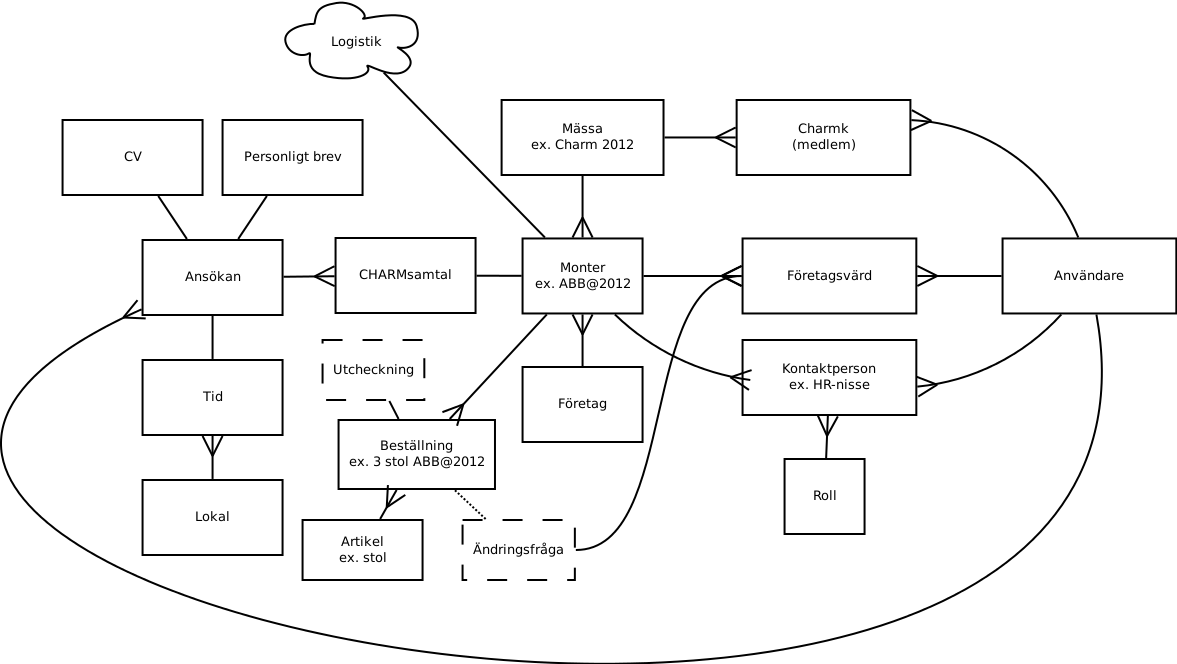 Logistik
Mässa
ex. Charm 2012
Charmk
(medlem)
CV
Personligt brev
Ansökan
CHARMsamtal
Monter
ex. ABB@2012
Företagsvärd
Användare
Utcheckning
Kontaktperson
ex. HR-nisse
Tid
Företag
Beställning
ex. 3 stol ABB@2012
Roll
Lokal
Artikel
ex. stol
Ändringsfråga